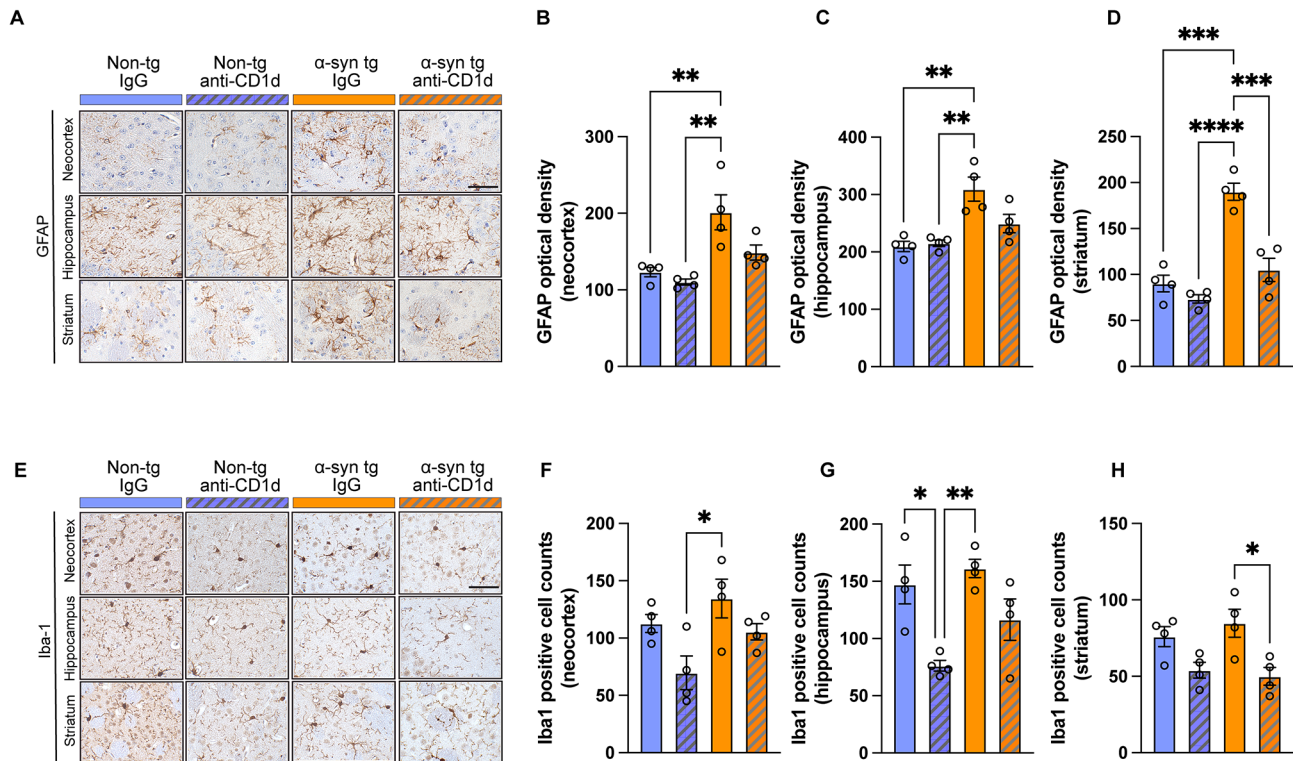 A
Non-tg IgG
Non-tg anti-CD1d
α-syn tg IgG
α-syn tg anti-CD1d
GFAP
Neocortex
Hippocampus
Striatum
B
GFAP optical density
(neocortex)
300
200
100
0
**
**
C
GFAP optical density
(hippocampus)
400
300
200
100
0
**
**
D
GFAP optical density
(striatum)
250
200
150
100
50
0
***
***
****
E
Non-tg IgG
Non-tg anti-CD1d
α-syn tg IgG
α-syn tg anti-CD1d
Iba-1
Neocortex
Hippocampus
Striatum
F
Iba1 positive cell counts
(neocortex)
200
150
100
50
0
*
G
Iba1 positive cell counts
(hippocampus)
200
150
100
50
0
*
**
H
Iba1 positive cell counts
(striatum)
150
100
50
0
*